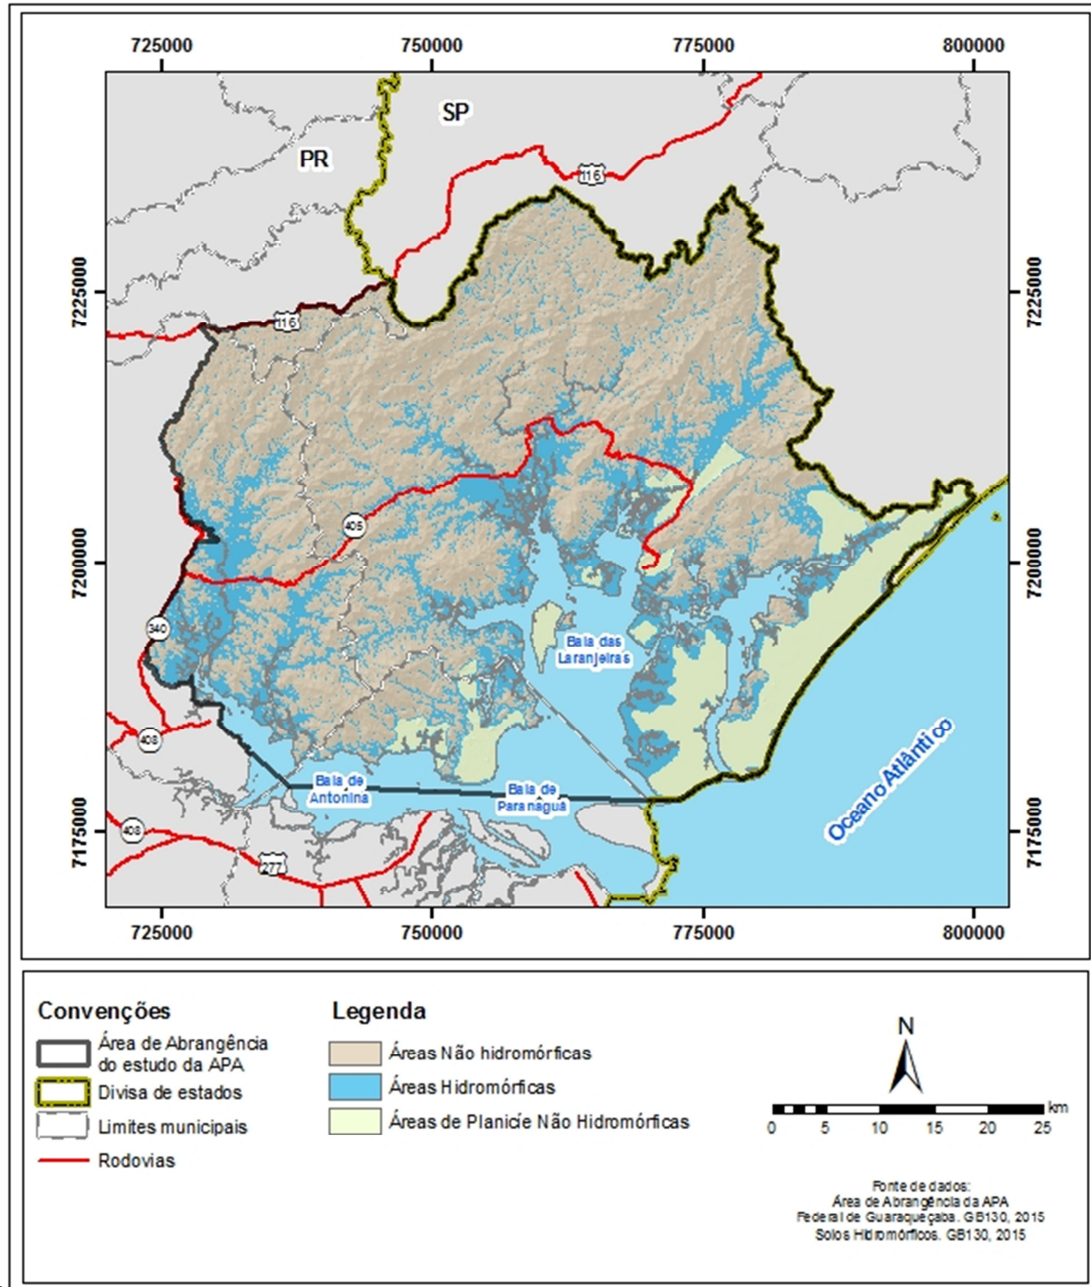 725000 750000 775000 800000
SP
PR
116
7225000 7225000
116
405
7200000 7200000
340
Baía das
Laranjeiras
408
Baía de
Antonina
Baía de
Paranaguá
Oceano Atlântico
408
7175000 7175000
277
725000 750000 775000 800000
Convenções
Área de Abrangência
do estudo da APA
Divisa de estados
Limites municipais
Rodovias
Legenda
Áreas Não hidromórficas
Áreas Hidromórficas
Áreas de Planicíe Não Hidromórficas
N
km
0 5 10 15 20 25
Fonte de dados:
Área de Abrangência da APA
Federal de Guaraqueçaba. GB130, 2015
Solos Hidromórficos. GB130, 2015